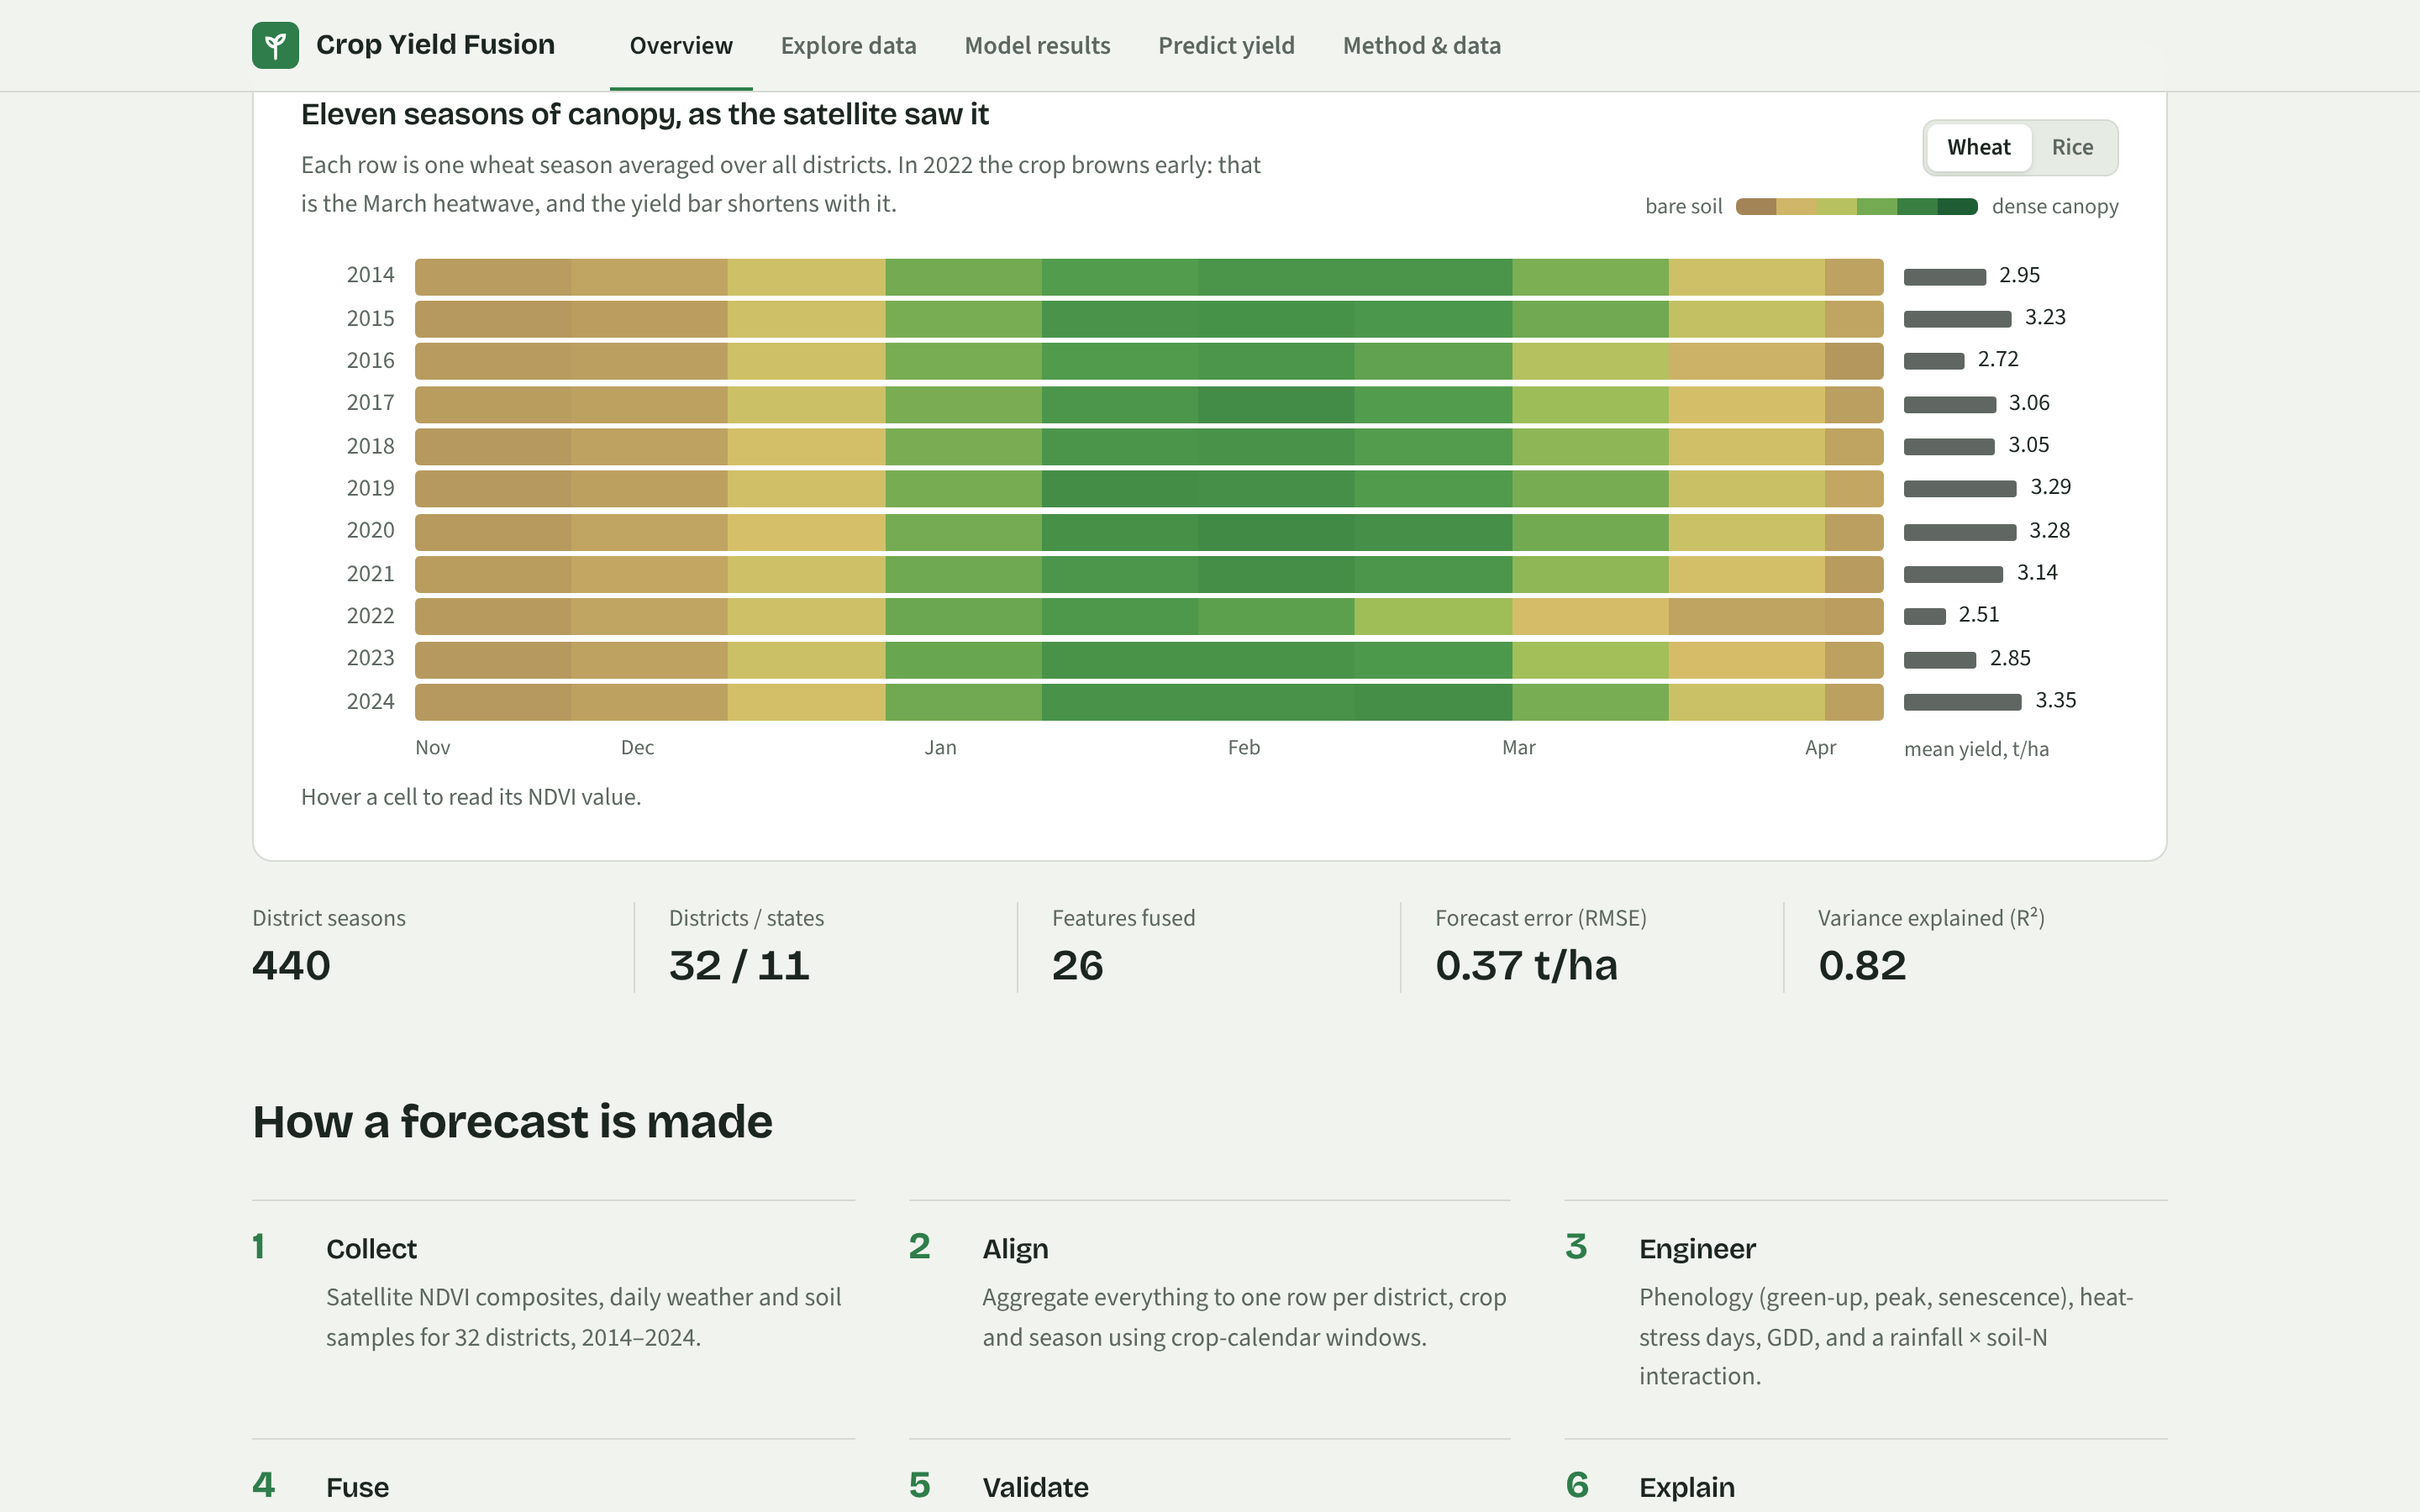 Crop Yield Fusion
Overview
Explore data
Model results
Predict yield
Method & data
Eleven seasons of canopy, as the satellite saw it
Each row is one wheat season averaged over all districts. In 2022 the crop browns early: that
is the March heatwave, and the yield bar shortens with it.
Wheat
Rice
bare soil
dense canopy
2014 2.95
2015 3.23
2016 2.72
2017 3.06
2018 3.05
2019 3.29
2020 3.28
2021 3.14
2022 2.51
2023 2.85
2024 3.35
Nov Dec Jan Feb Mar Apr mean yield, t/ha
Hover a cell to read its NDVI value.
District seasons
440
Districts / states
32 / 11
Features fused
26
Forecast error (RMSE)
0.37 t/ha
Variance explained (R²)
0.82
How a forecast is made
1 Collect
Satellite NDVI composites, daily weather and soil
samples for 32 districts, 2014–2024.
2 Align
Aggregate everything to one row per district, crop
and season using crop-calendar windows.
3 Engineer
Phenology (green-up, peak, senescence), heat-
stress days, GDD, and a rainfall × soil-N
interaction.
4 Fuse
5 Validate
6 Explain